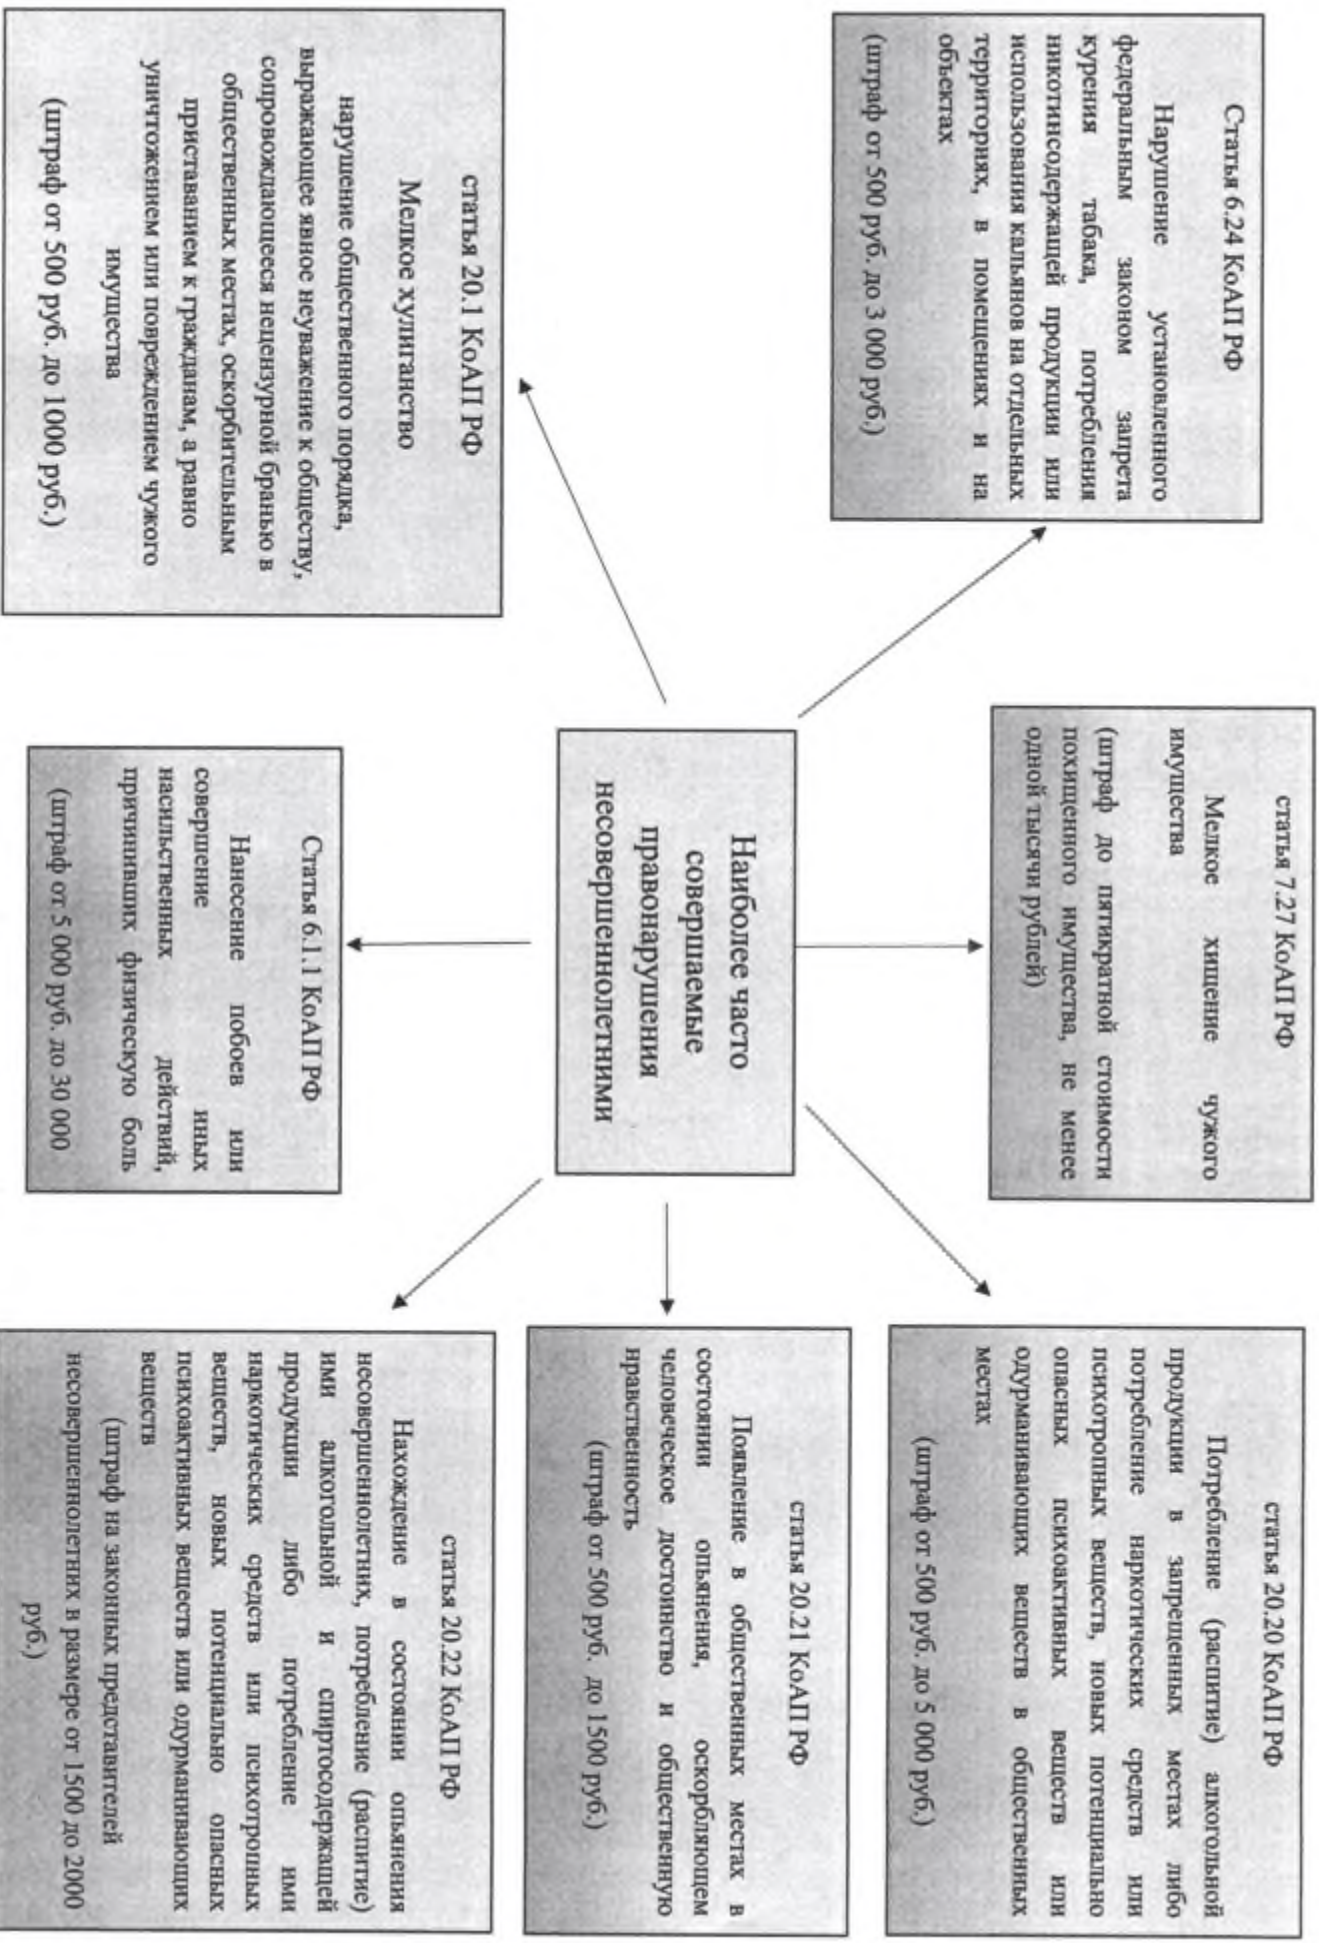 Статья 6.24 КоАП РФ
Нарушение установленного
федеральным законом запрета
курения табака, потребления
никотинсодержащей продукции или
использования кальянов на отдельных
территориях, в помещениях и на
объектах
(штраф от 500 руб. до 3 000 руб.)
статья 7.27 КоАП РФ
Мелкое хищение чужого
имущества
(штраф до пятикратной стоимости
похищенного имущества, не менее
одной тысячи рублей)
статья 20.20 КоАП РФ
Потребление (распитие) алкогольной
продукции в запрещенных местах либо
потребление наркотических средств или
психотропных веществ, новых потенциально
опасных психоактивных веществ или
одурманивающих веществ в общественных
местах
(штраф от 500 руб. до 5 000 руб.)
Наиболее часто
совершаемые
правонарушения
несовершеннолетними
статья 20.21 КоАП РФ
Появление в общественных местах в
состоянии опьянения, оскорбляющем
человеческое достоинство и общественную
нравственность
(штраф от 500 руб. до 1500 руб.)
статья 20.1 КоАП РФ
Мелкое хулиганство
нарушение общественного порядка,
выражающее явное неуважение к обществу,
сопровождающееся нецензурной бранью в
общественных местах, оскорбительным
приставанием к гражданам, а равно
уничтожением или повреждением чужого
имущества
(штраф от 500 руб. до 1000 руб.)
Статья 6.1.1 КоАП РФ
Нанесение побоев или
совершение иных
насильственных действий,
причинивших физическую боль
(штраф от 5 000 руб. до 30 000
статья 20.22 КоАП РФ
Нахождение в состоянии опьянения
несовершеннолетних, потребление (распитие)
ими алкогольной и спиртосодержащей
продукции либо потребление ими
наркотических средств или психотропных
веществ, новых потенциально опасных
психоактивных веществ или одурманивающих
веществ
(штраф на законных представителей
несовершеннолетних в размере от 1500 до 2000
руб.)